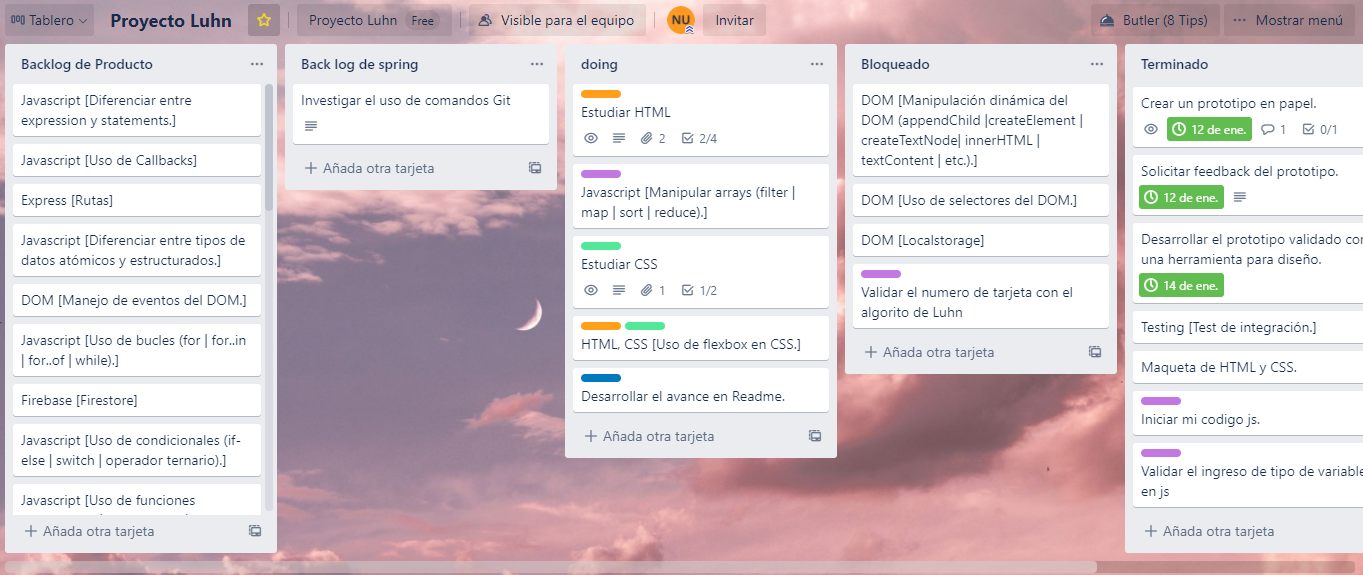 Tablero
Proyecto Luhn
Proyecto Luhn Free
Visible para el equipo
NU
Invitar
Butler (8 Tips)
Mostrar menú
Backlog de Producto
Javascript [Diferenciar entre
expression y statements.]
Javascript [Uso de Callbacks]
Express [Rutas]
Javascript [Diferenciar entre tipos de
datos atómicos y estructurados.]
DOM [Manejo de eventos del DOM.]
Javascript [Uso de bucles (for | for..in
| for..of | while).]
Firebase [Firestore]
Javascript [Uso de condicionales (if-
else | switch | operador ternario).]
Javascript [Uso de funciones
Añada otra tarjeta
Back log de spring
Investigar el uso de comandos Git
Añada otra tarjeta
doing
Estudiar HTML
2 2/4
Javascript [Manipular arrays (filter |
map | sort | reduce).]
Estudiar CSS
1 1/2
HTML, CSS [Uso de flexbox en CSS.]
Desarrollar el avance en Readme.
Añada otra tarjeta
Bloqueado
DOM [Manipulación dinámica del
DOM (appendChild |createElement |
createTextNode| innerHTML |
textContent | etc.).]
DOM [Uso de selectores del DOM.]
DOM [Localstorage]
Validar el numero de tarjeta con el
algorito de Luhn
Añada otra tarjeta
Terminado
Crear un prototipo en papel.
12 de ene. 1 0/1
Solicitar feedback del prototipo.
12 de ene.
Desarrollar el prototipo validado con
una herramienta para diseño.
14 de ene.
Testing [Test de integración.]
Maqueta de HTML y CSS.
Iniciar mi codigo js.
Validar el ingreso de tipo de variable
en js
Añada otra tarjeta